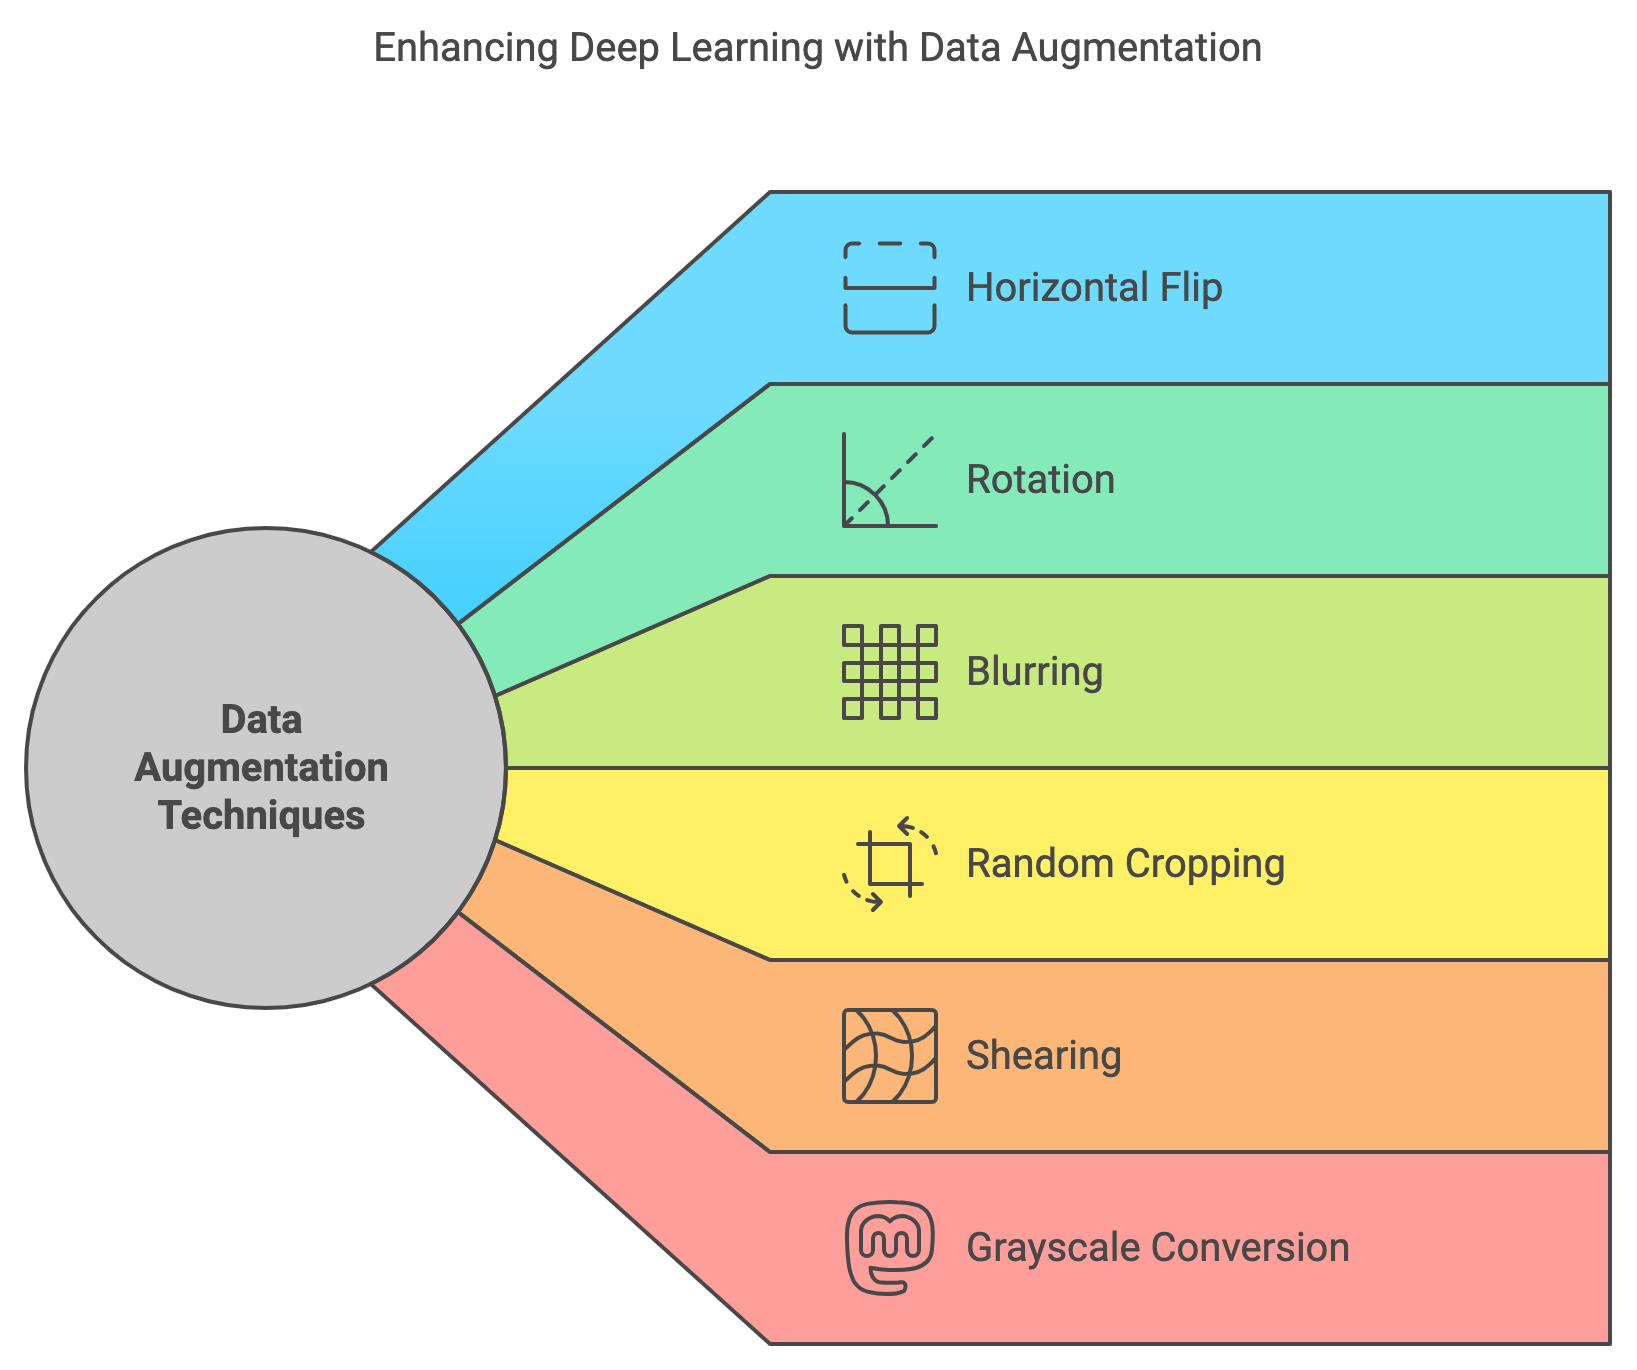 Enhancing Deep Learning with Data Augmentation
Horizontal Flip
Rotation
Blurring
Data
Augmentation
Techniques
Random Cropping
Shearing
Grayscale Conversion